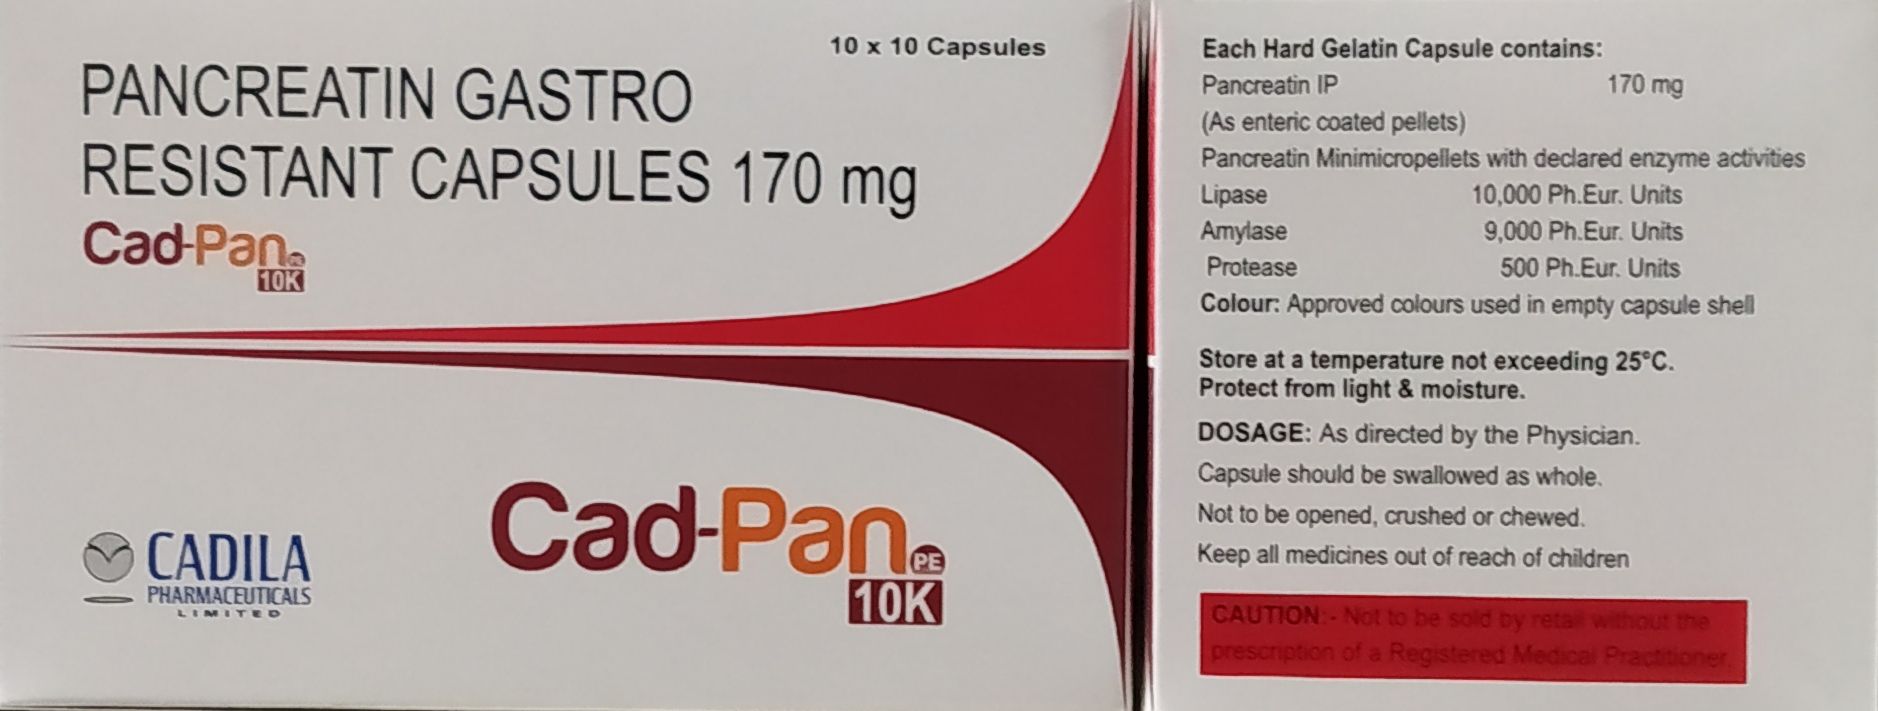 10 x 10 Capsules
PANCREATIN GASTRO
RESISTANT CAPSULES 170 mg
Cad-Pan PE
10K
Cad-Pan PE
10K
CADILA
PHARMACEUTICALS
LIMITED
Each Hard Gelatin Capsule contains:
Pancreatin IP 170 mg
(As enteric coated pellets)
Pancreatin Minimicropellets with declared enzyme activities
Lipase 10,000 Ph.Eur. Units
Amylase 9,000 Ph.Eur. Units
Protease 500 Ph.Eur. Units
Colour: Approved colours used in empty capsule shell
Store at a temperature not exceeding 25°C.
Protect from light & moisture.
DOSAGE: As directed by the Physician.
Capsule should be swallowed as whole.
Not to be opened, crushed or chewed.
Keep all medicines out of reach of children
CAUTION:- Not to be sold by retail without the
prescription of a Registered Medical Practitioner.